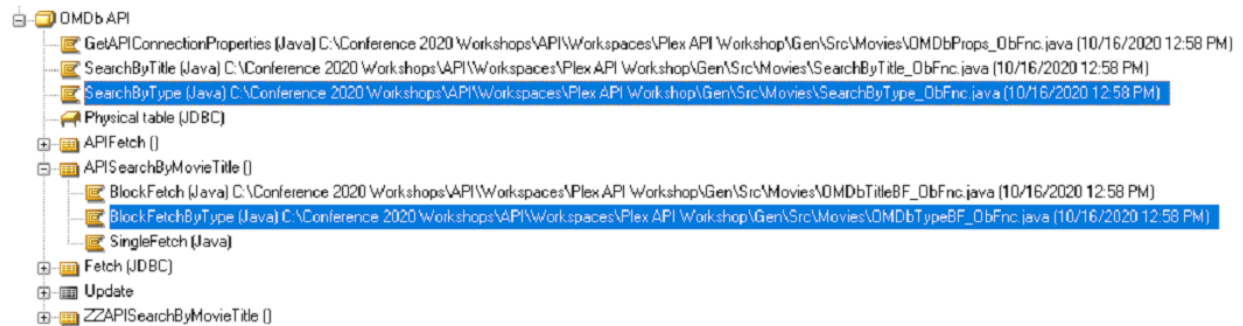 OMDb API
GetAPIConnectionProperties (Java) C:\Conference 2020 Workshops\API\Workspaces\Plex API Workshop\Gen\Src\Movies\OMDbProps_ObFnc.java (10/16/2020 12:58 PM)
SearchByTitle (Java) C:\Conference 2020 Workshops\API\Workspaces\Plex API Workshop\Gen\Src\Movies\SearchByTitle_ObFnc.java (10/16/2020 12:58 PM)
SearchByType (Java) C:\Conference 2020 Workshops\API\Workspaces\Plex API Workshop\Gen\Src\Movies\SearchByType_ObFnc.java (10/16/2020 12:58 PM)
Physical table (JDBC)
APIFetch ()
APISearchByMovieTitle ()
BlockFetch (Java) C:\Conference 2020 Workshops\API\Workspaces\Plex API Workshop\Gen\Src\Movies\OMDbTitleBF_ObFnc.java (10/16/2020 12:58 PM)
BlockFetchByType (Java) C:\Conference 2020 Workshops\API\Workspaces\Plex API Workshop\Gen\Src\Movies\OMDbTypeBF_ObFnc.java (10/16/2020 12:58 PM)
SingleFetch (Java)
Fetch (JDBC)
Update
ZZAPISearchByMovieTitle ()